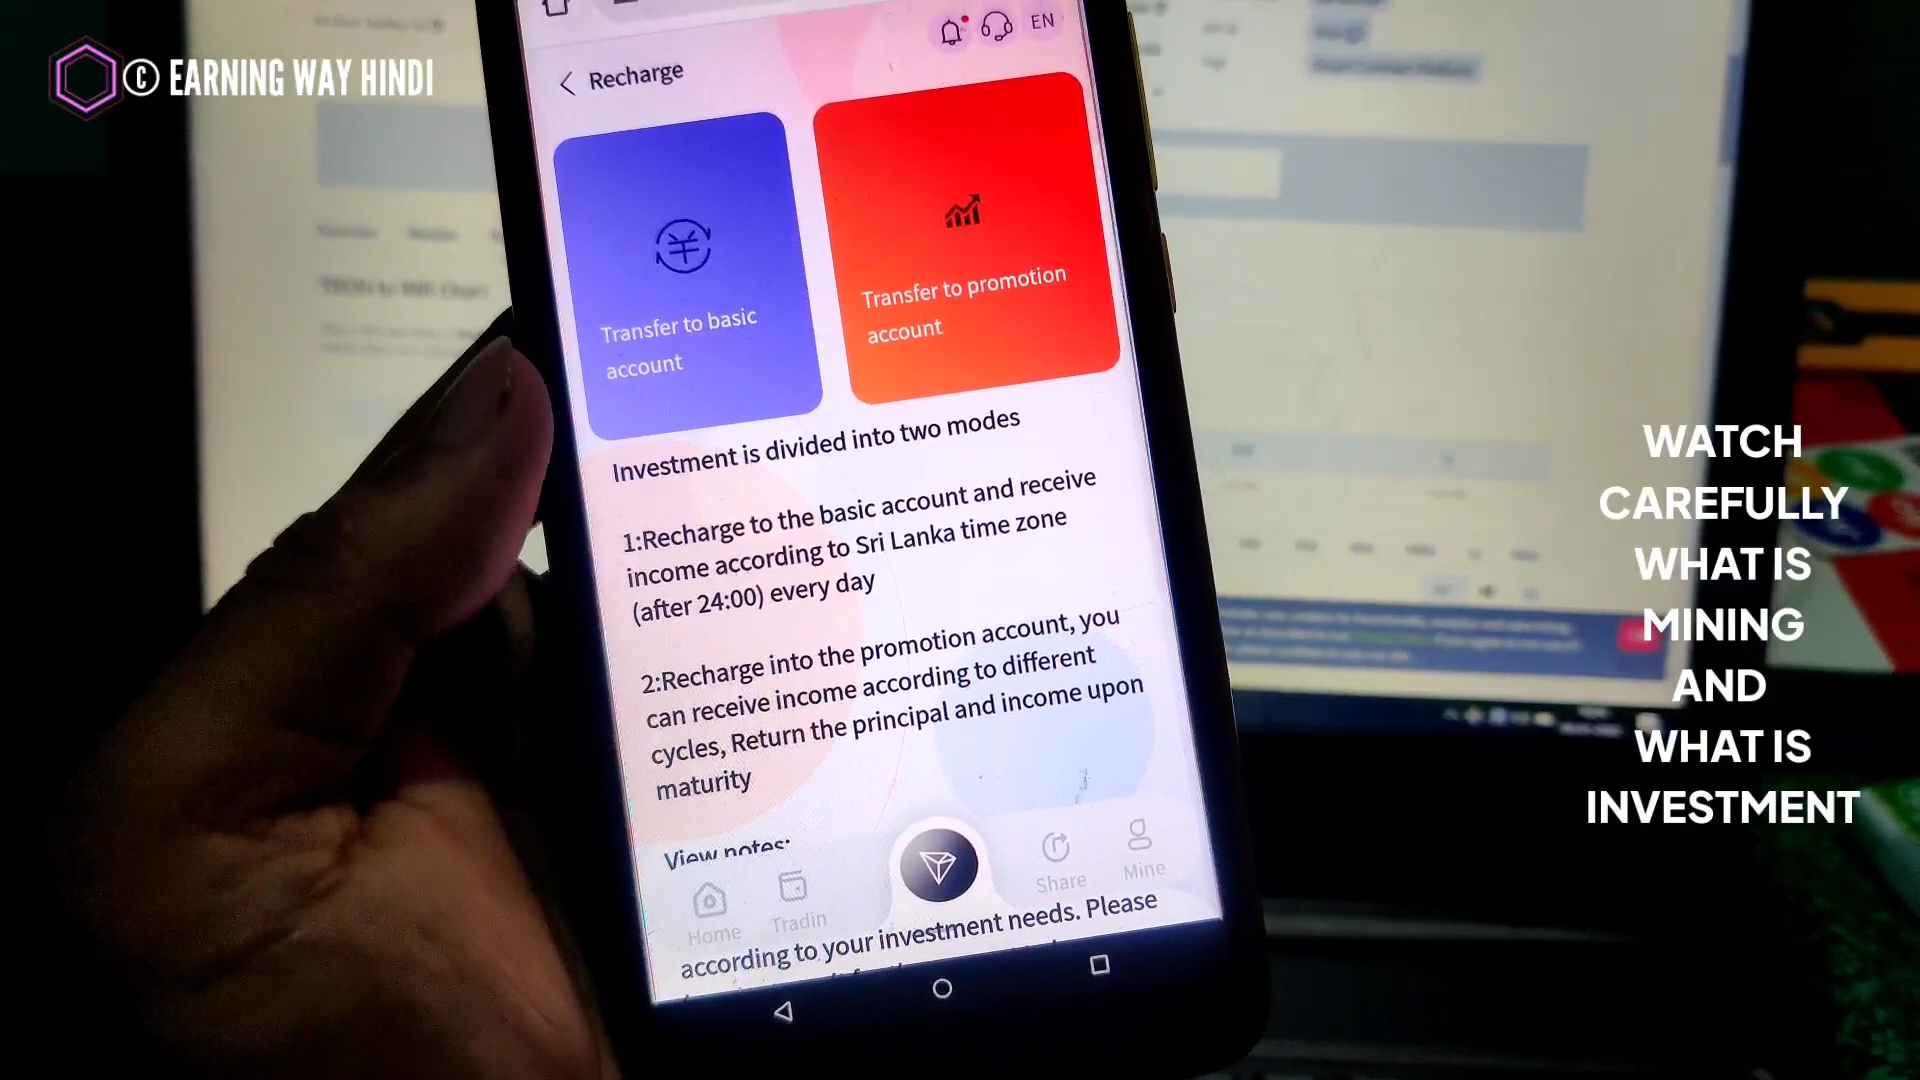 © EARNING WAY HINDI
EN
Recharge
Transfer to basic
account
Transfer to promotion
account
Investment is divided into two modes
1:Recharge to the basic account and receive
income according to Sri Lanka time zone
(after 24:00) every day
2:Recharge into the promotion account, you
can receive income according to different
cycles, Return the principal and income upon
maturity
View notes:
Home
Tradin
Share
Mine
according to your investment needs. Please
WATCH
CAREFULLY
WHAT IS
MINING
AND
WHAT IS
INVESTMENT